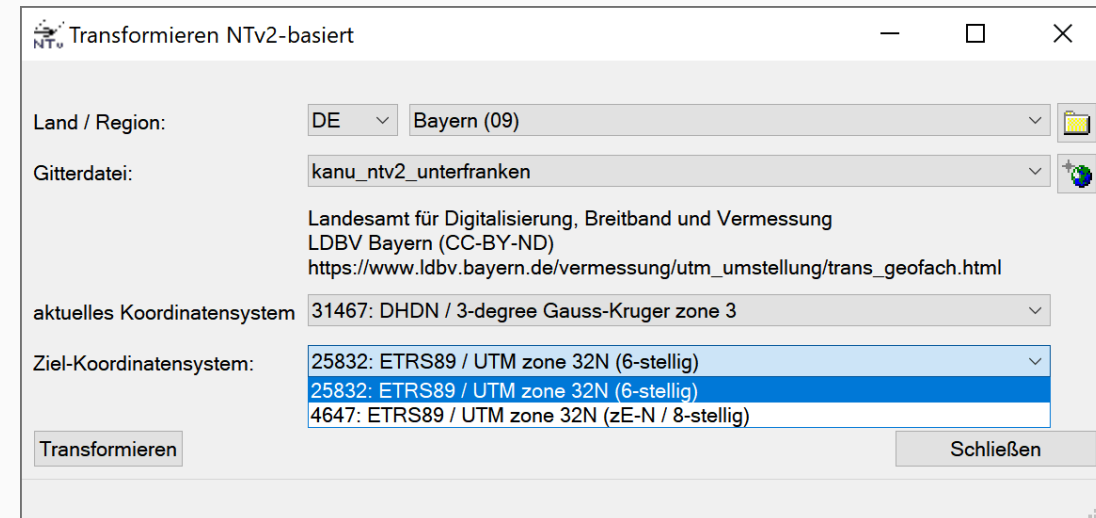 NTv2 Transformieren NTv2-basiert
Land / Region: DE Bayern (09)
Gitterdatei: kanu_ntv2_unterfranken
Landesamt für Digitalisierung, Breitband und Vermessung
LDBV Bayern (CC-BY-ND)
https://www.ldbv.bayern.de/vermessung/utm_umstellung/trans_geofach.html
aktuelles Koordinatensystem 31467: DHDN / 3-degree Gauss-Kruger zone 3
Ziel-Koordinatensystem: 25832: ETRS89 / UTM zone 32N (6-stellig)
25832: ETRS89 / UTM zone 32N (6-stellig)
4647: ETRS89 / UTM zone 32N (zE-N / 8-stellig)
Transformieren Schließen